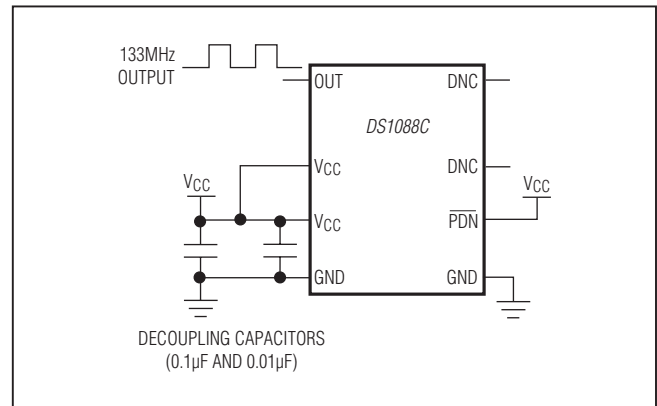 133MHz
OUTPUT
OUT
DNC
DS1088C
VCC
DNC
VCC
VCC
VCC
PDN
GND
GND
DECOUPLING CAPACITORS
(0.1µF AND 0.01µF)